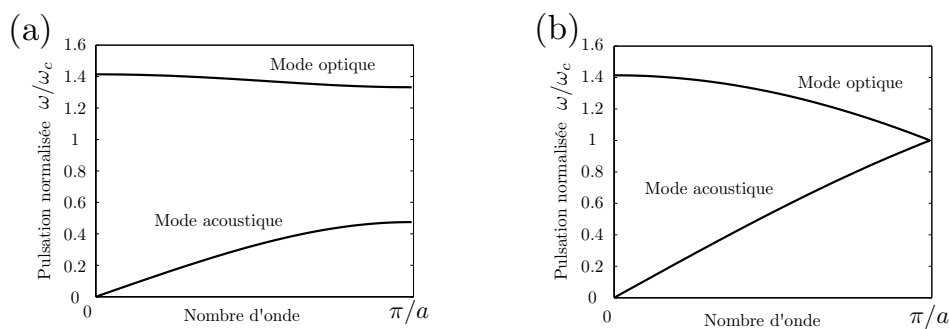 (a)
Pulsation normalisée ω/ω_c
1.6
1.4
1.2
1
0.8
0.6
0.4
0.2
0
Mode optique
Mode acoustique
0
Nombre d'onde
π/a
(b)
Pulsation normalisée ω/ω_c
1.6
1.4
1.2
1
0.8
0.6
0.4
0.2
0
Mode optique
Mode acoustique
0
Nombre d'onde
π/a